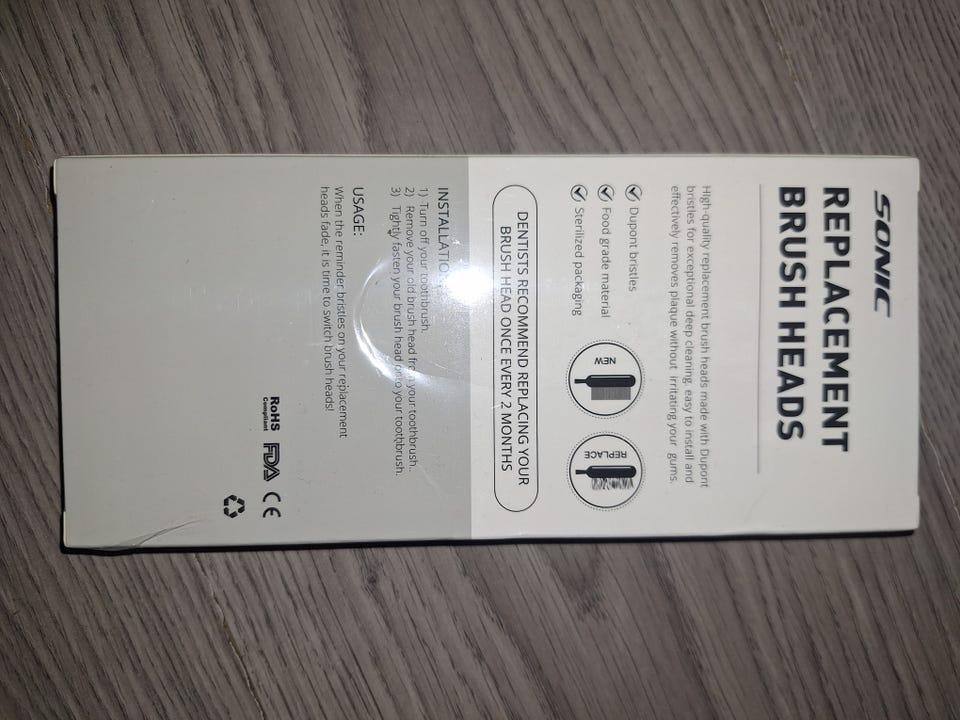 SONIC
REPLACEMENT
BRUSH HEADS
High-quality replacement brush heads made with Dupont
bristles for exceptional deep cleaning, easy to install and
effectively removes plaque without irritating your gums.
Dupont bristles
Food grade material
Sterilized packaging
NEW
REPLACE
DENTISTS RECOMMEND REPLACING YOUR
BRUSH HEAD ONCE EVERY 2 MONTHS
INSTALLATION:
1) Turn off your toothbrush.
2) Remove your old brush head from your toothbrush.
3) Tightly fasten your brush head onto your toothbrush.
USAGE:
When the reminder bristles on your replacement
heads fade, it is time to switch brush heads!
RoHS
Compliant
FDA
CE